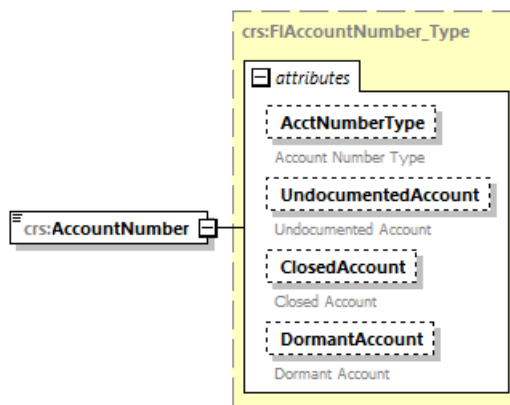 crs:FIAccountNumber_Type
attributes
AcctNumberType
Account Number Type
UndocumentedAccount
Undocumented Account
crs:AccountNumber
ClosedAccount
Closed Account
DormantAccount
Dormant Account